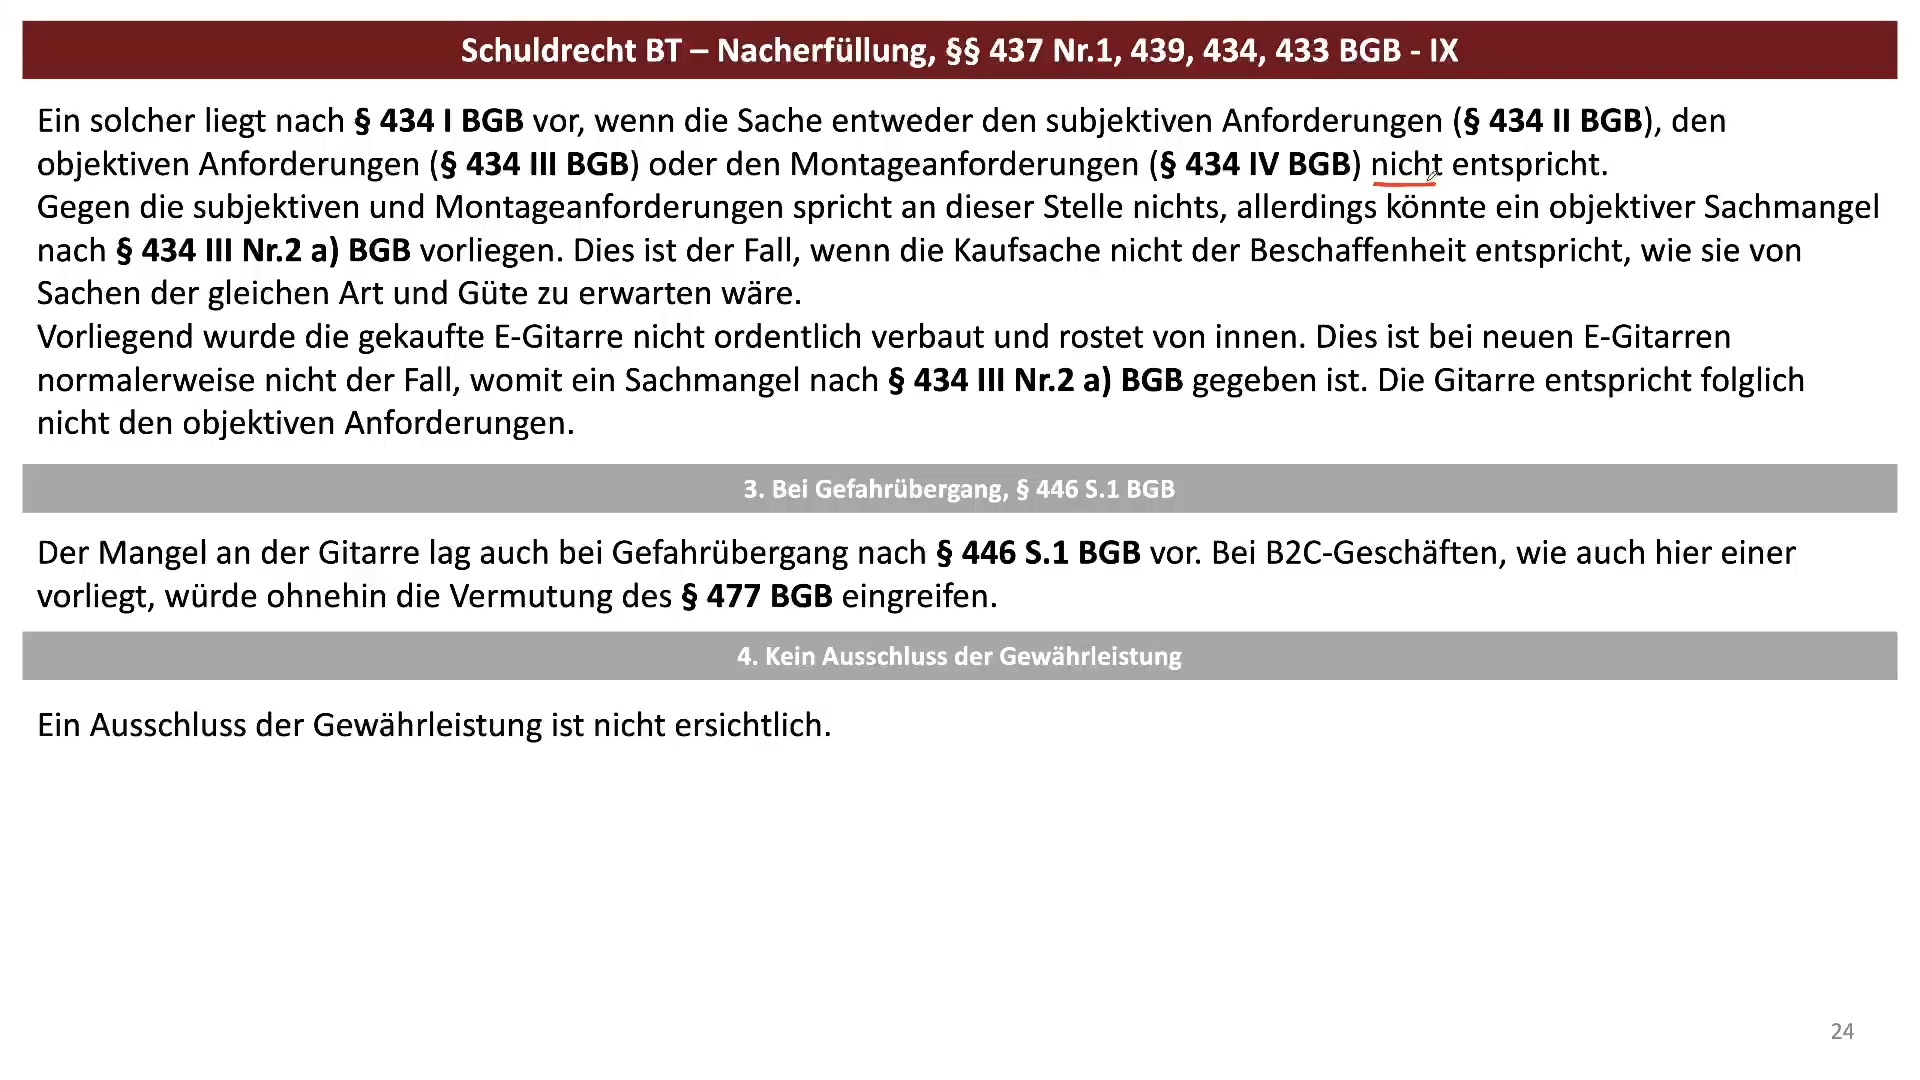 Schuldrecht BT – Nacherfüllung, §§ 437 Nr.1, 439, 434, 433 BGB - IX
Ein solcher liegt nach § 434 I BGB vor, wenn die Sache entweder den subjektiven Anforderungen (§ 434 II BGB), den
objektiven Anforderungen (§ 434 III BGB) oder den Montageanforderungen (§ 434 IV BGB) nicht entspricht.
Gegen die subjektiven und Montageanforderungen spricht an dieser Stelle nichts, allerdings könnte ein objektiver Sachmangel
nach § 434 III Nr.2 a) BGB vorliegen. Dies ist der Fall, wenn die Kaufsache nicht der Beschaffenheit entspricht, wie sie von
Sachen der gleichen Art und Güte zu erwarten wäre.
Vorliegend wurde die gekaufte E-Gitarre nicht ordentlich verbaut und rostet von innen. Dies ist bei neuen E-Gitarren
normalerweise nicht der Fall, womit ein Sachmangel nach § 434 III Nr.2 a) BGB gegeben ist. Die Gitarre entspricht folglich
nicht den objektiven Anforderungen.
3. Bei Gefahrübergang, § 446 S.1 BGB
Der Mangel an der Gitarre lag auch bei Gefahrübergang nach § 446 S.1 BGB vor. Bei B2C-Geschäften, wie auch hier einer
vorliegt, würde ohnehin die Vermutung des § 477 BGB eingreifen.
4. Kein Ausschluss der Gewährleistung
Ein Ausschluss der Gewährleistung ist nicht ersichtlich.
24